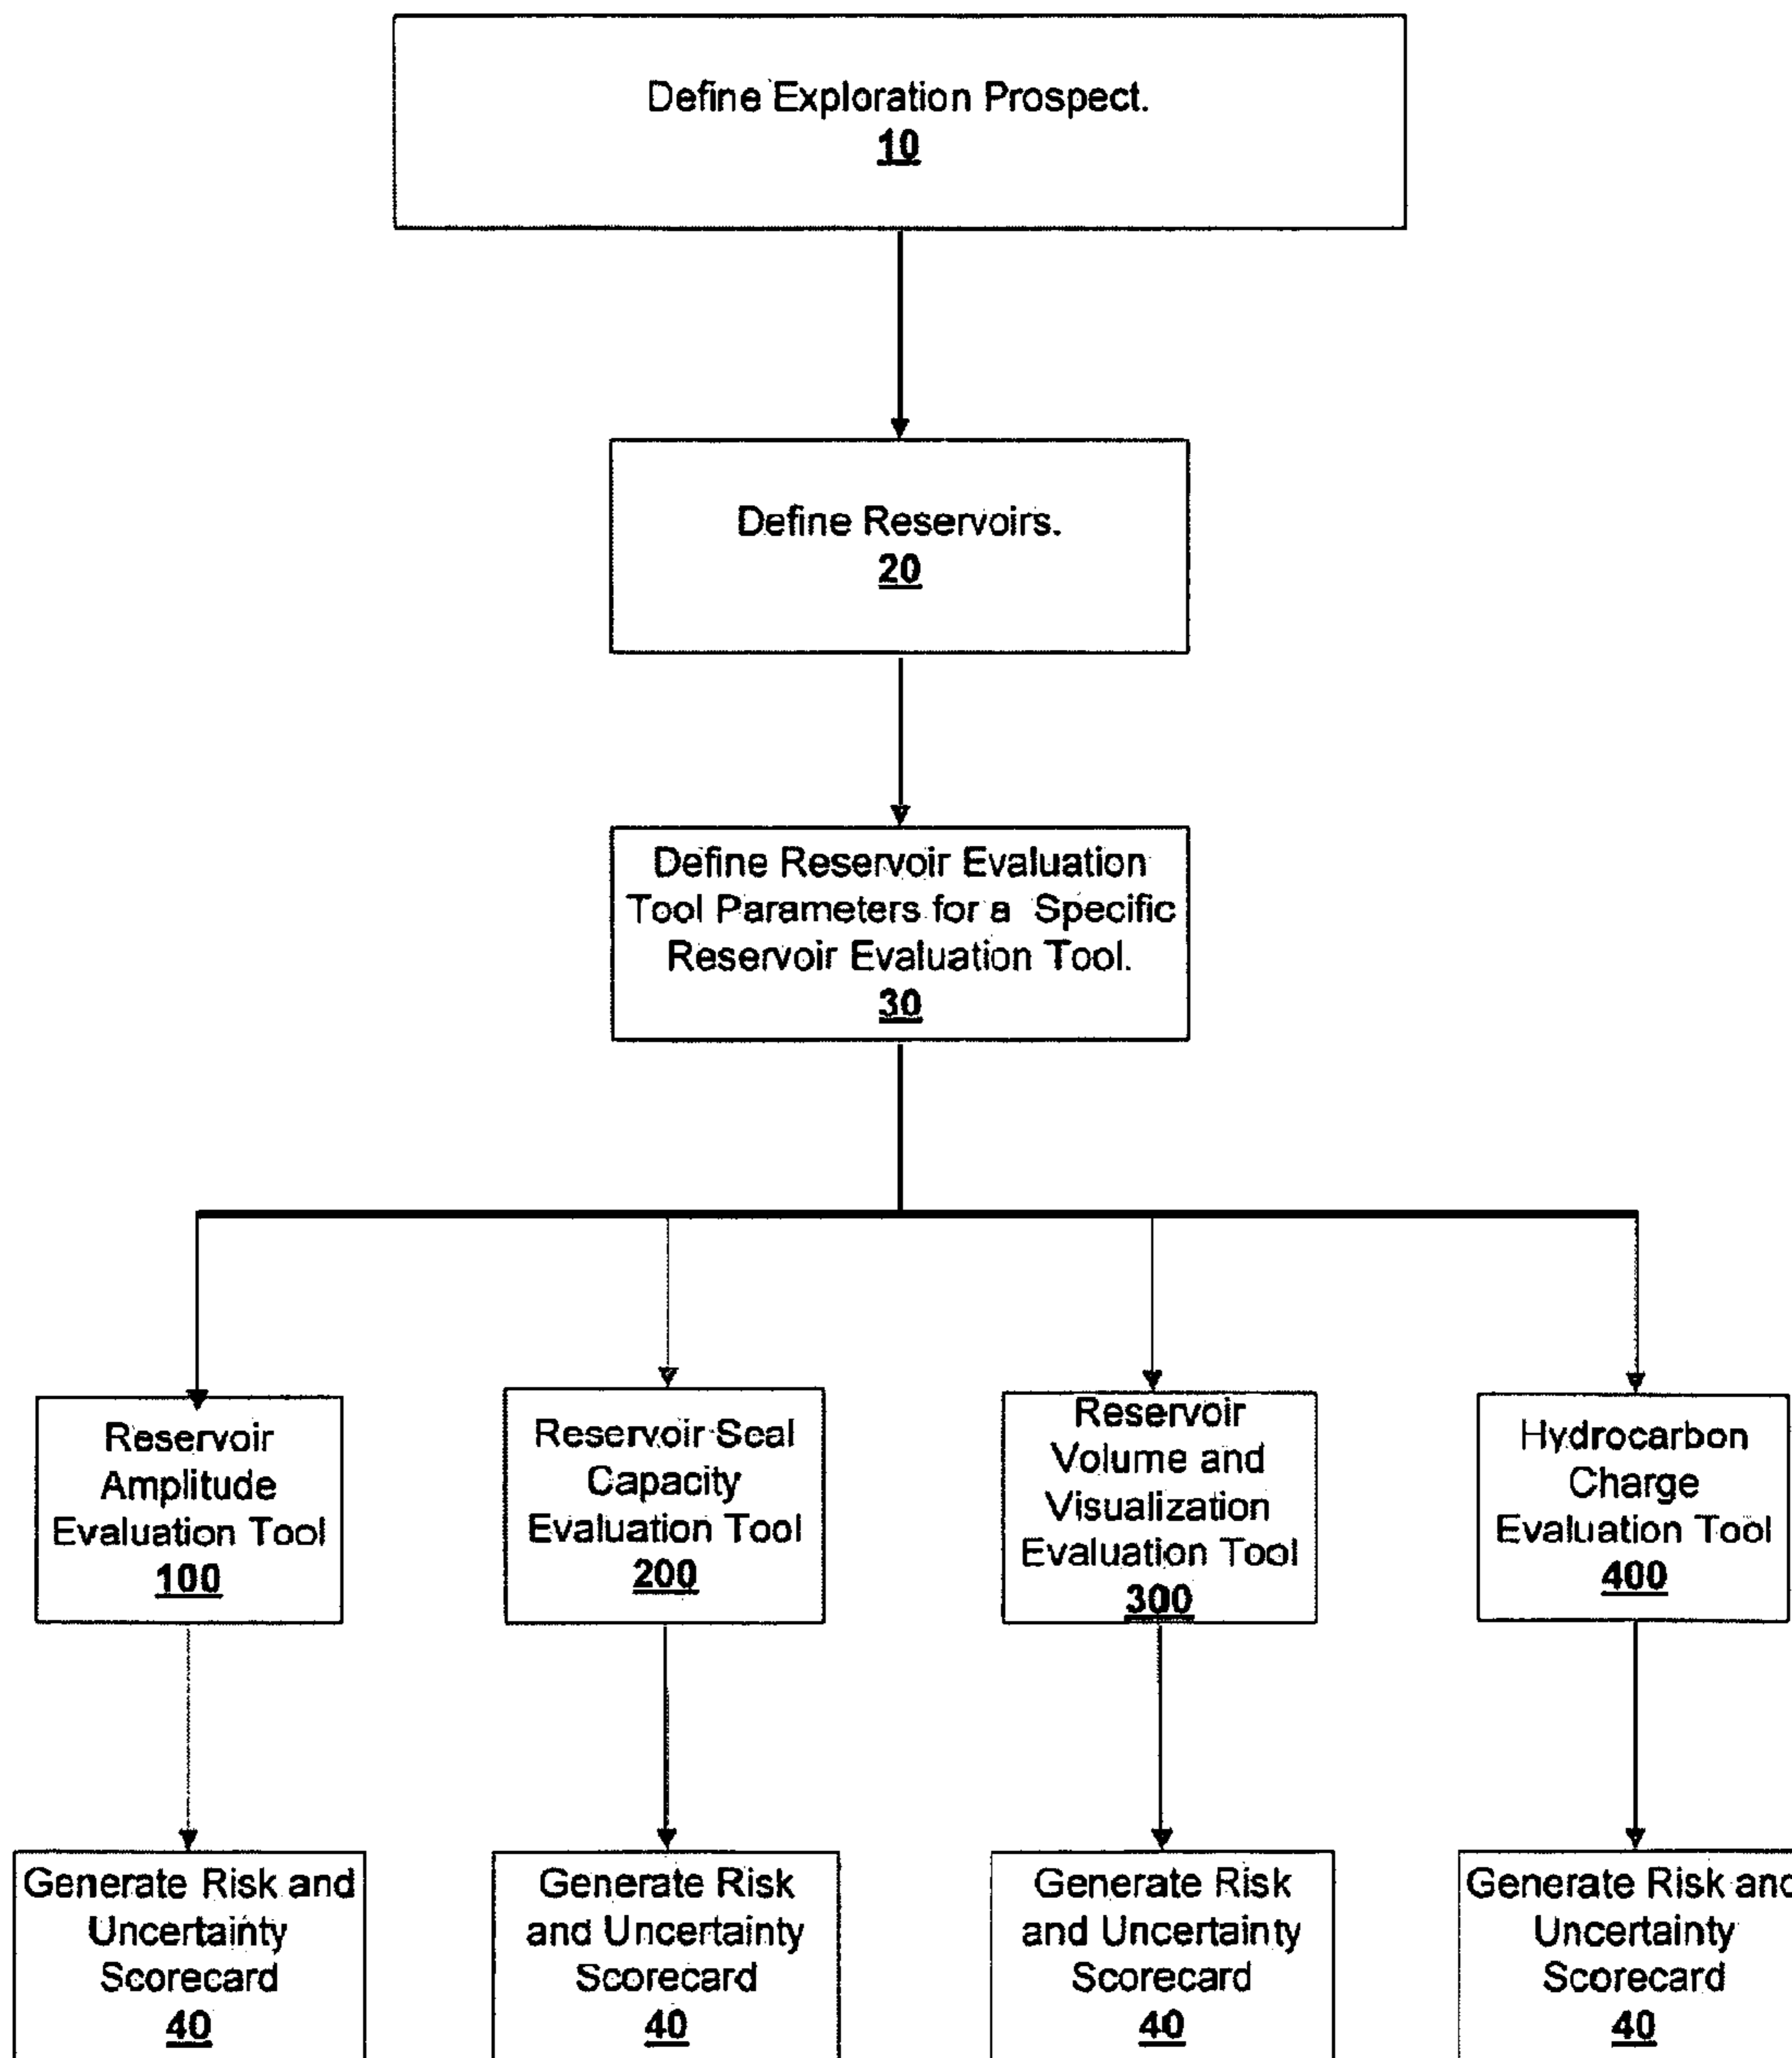 Define Exploration Prospect.
10
Define Reservoirs.
20
Define Reservoir Evaluation
Tool Parameters for a Specific
Reservoir Evaluation Tool.
30
Reservoir
Amplitude
Evaluation Tool
100
Reservoir Seal
Capacity
Evaluation Tool
200
Reservoir
Volume and
Visualization
Evaluation Tool
300
Hydrocarbon
Charge
Evaluation Tool
400
Generate Risk and
Uncertainty
Scorecard
40
Generate Risk
and Uncertainty
Scorecard
40
Generate Risk
and Uncertainty
Scorecard
40
Generate Risk and
Uncertainty
Scorecard
40